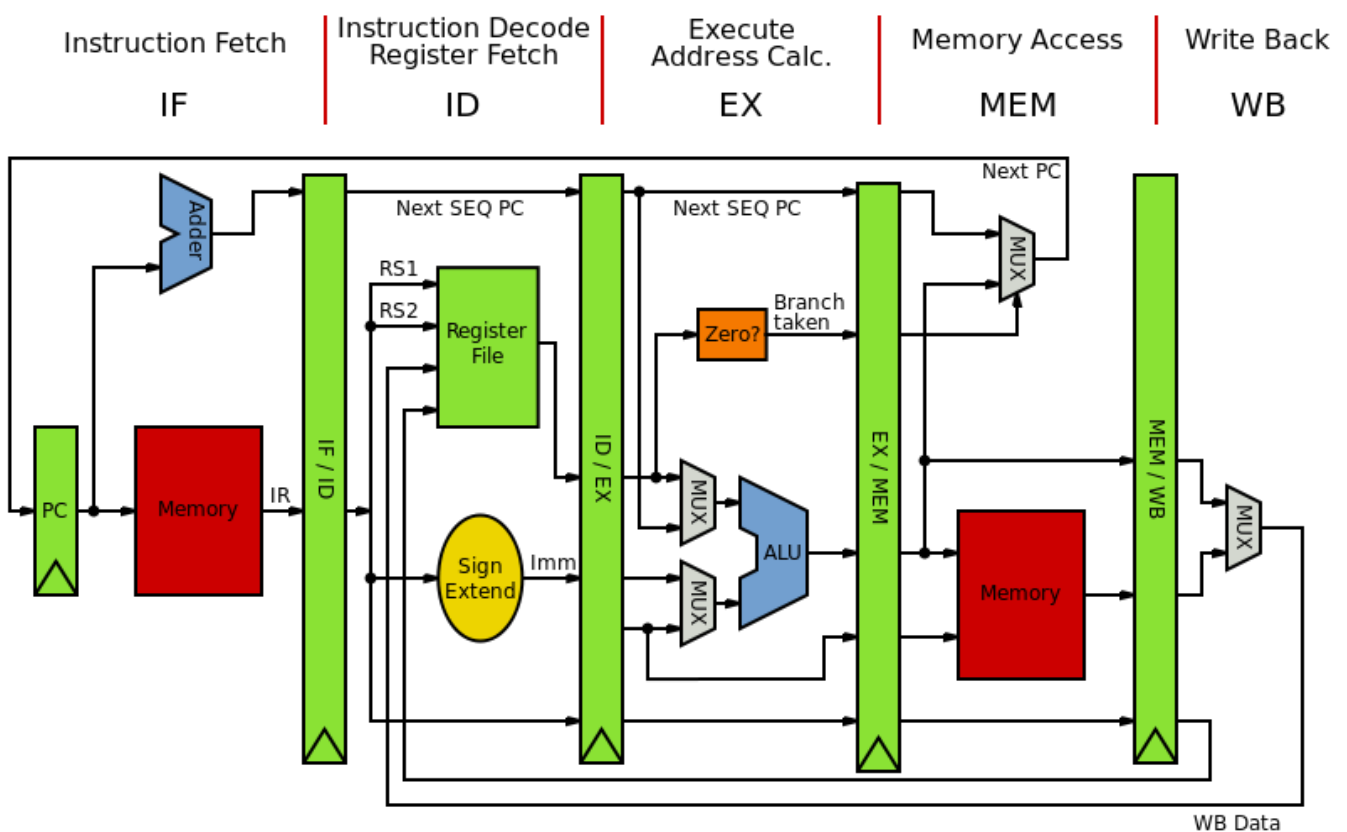 Instruction Fetch
IF
Instruction Decode
Register Fetch
ID
Execute
Address Calc.
EX
Memory Access
MEM
Write Back
WB
Next PC
Adder
Next SEQ PC
Next SEQ PC
MUX
RS1
RS2
Register
File
Zero?
Branch
taken
PC
Memory
IR
IF / ID
ID / EX
EX / MEM
MEM / WB
MUX
MUX
ALU
Sign
Extend
Imm
Memory
MUX
WB Data